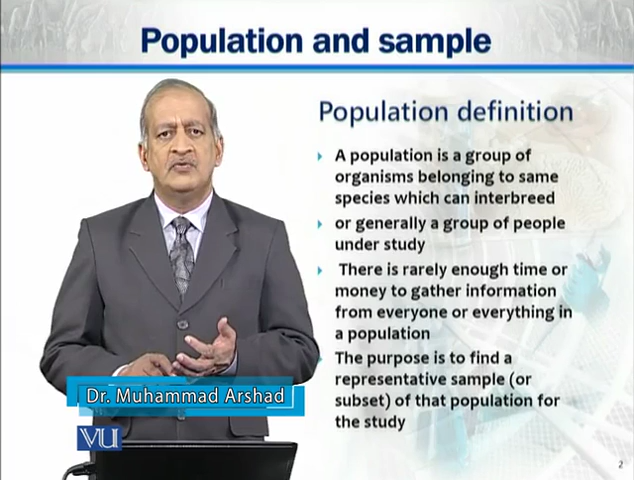 Population and sample
Population definition
A population is a group of
organisms belonging to same
species which can interbreed
or generally a group of people
under study
There is rarely enough time or
money to gather information
from everyone or everything in
a population
The purpose is to find a
representative sample (or
subset) of that population for
the study
Dr. Muhammad Arshad
VU
2